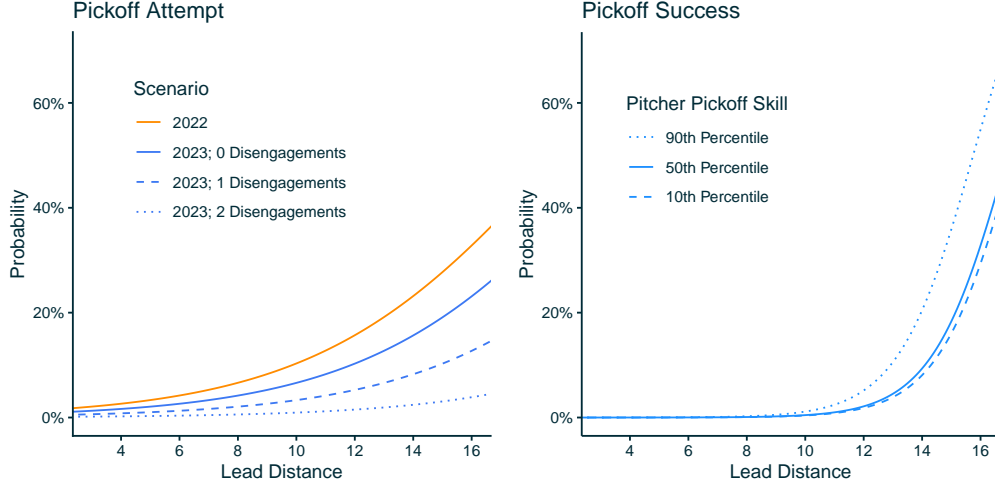 Pickoff Attempt
Probability
60%
40%
20%
0%
Scenario
2022
2023; 0 Disengagements
2023; 1 Disengagements
2023; 2 Disengagements
4 6 8 10 12 14 16
Lead Distance
Pickoff Success
Probability
60%
40%
20%
0%
Pitcher Pickoff Skill
90th Percentile
50th Percentile
10th Percentile
4 6 8 10 12 14 16
Lead Distance